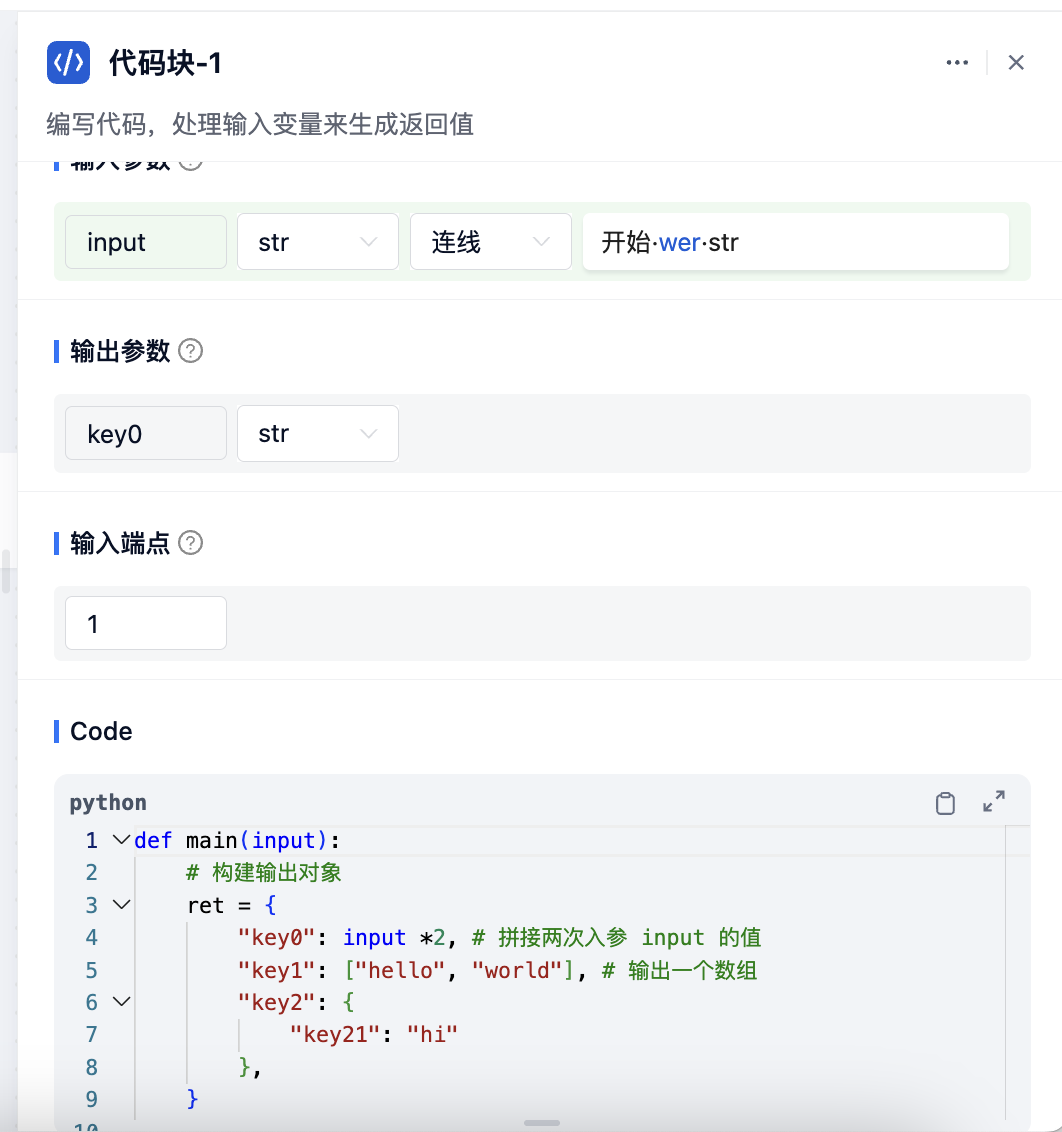 代码块-1
编写代码，处理输入变量来生成返回值
输入参数
input str 连线 开始·wer·str
输出参数
key0 str
输入端点
1
Code
python
1 def main(input):
2 # 构建输出对象
3 ret = {
4 "key0": input *2, # 拼接两次入参 input 的值
5 "key1": ["hello", "world"], # 输出一个数组
6 "key2": {
7 "key21": "hi"
8 },
9 }
10